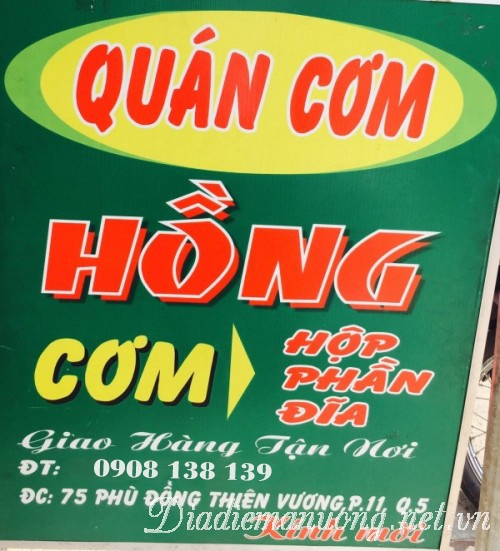 QUÁN CƠM
HỒNG
CƠM
HỘP
PHẦN
ĐĨA
Giao Hàng Tận Nơi
ĐT: 0908 138 139
ĐC: 75 PHÙ ĐỔNG THIÊN VƯƠNG P.11 Q.5
Diadiemanuong.net.vn
Kính mời